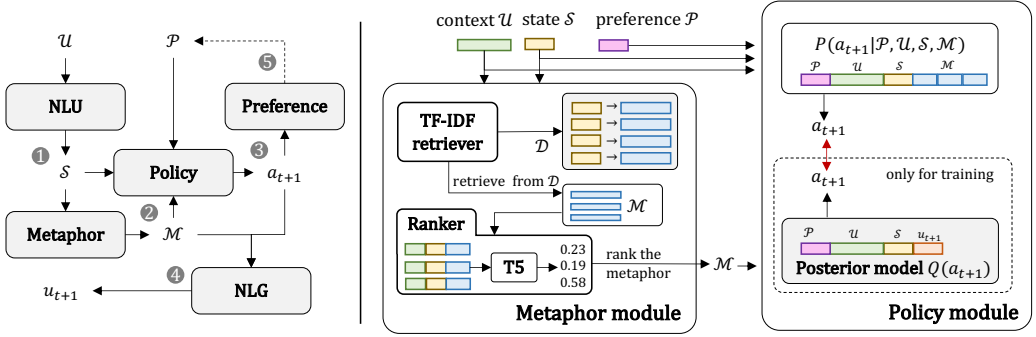 𝒰
𝒫
5
NLU
Preference
1
3
𝒮
Policy
a_{t+1}
2
Metaphor
ℳ
4
u_{t+1}
NLG
context 𝒰 state 𝒮 preference 𝒫
TF-IDF
retriever
𝒟
retrieve from 𝒟
ℳ
Ranker
T5
0.23
0.19
0.58
rank the
metaphor
ℳ
Metaphor module
P(a_{t+1}|𝒫, 𝒰, 𝒮, ℳ)
𝒫 𝒰 𝒮 ℳ
a_{t+1}
a_{t+1}
only for training
𝒫 𝒰 𝒮 u_{t+1}
Posterior model Q(a_{t+1})
Policy module